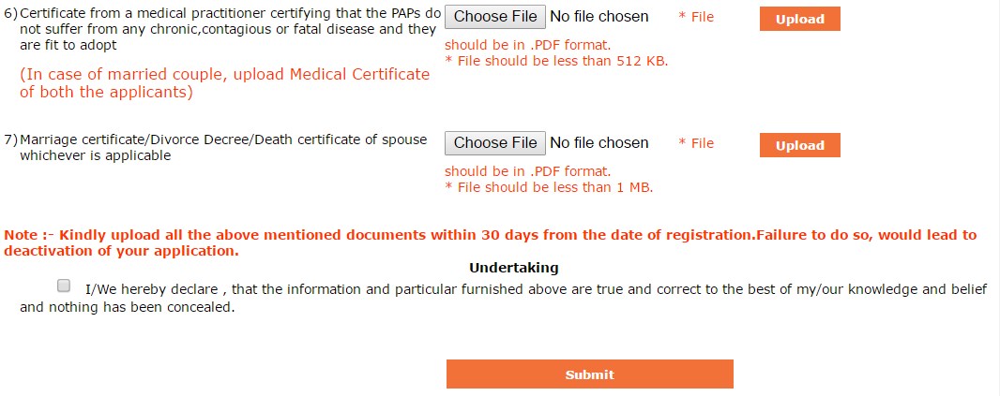 6) Certificate from a medical practitioner certifying that the PAPs do Choose File No file chosen * File Upload
not suffer from any chronic,contagious or fatal disease and they
are fit to adopt should be in .PDF format.
* File should be less than 512 KB.
(In case of married couple, upload Medical Certificate
of both the applicants)
7) Marriage certificate/Divorce Decree/Death certificate of spouse Choose File No file chosen * File Upload
whichever is applicable
should be in .PDF format.
* File should be less than 1 MB.
Note :- Kindly upload all the above mentioned documents within 30 days from the date of registration.Failure to do so, would lead to
deactivation of your application.
Undertaking
I/We hereby declare , that the information and particular furnished above are true and correct to the best of my/our knowledge and belief
and nothing has been concealed.
Submit